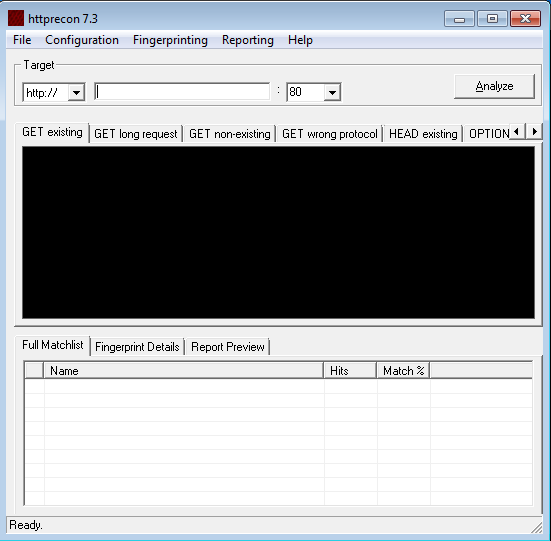 httprecon 7.3
File Configuration Fingerprinting Reporting Help
Target
http:// : 80 Analyze
GET existing GET long request GET non-existing GET wrong protocol HEAD existing OPTION
Full Matchlist Fingerprint Details Report Preview
Name Hits Match %
Ready.